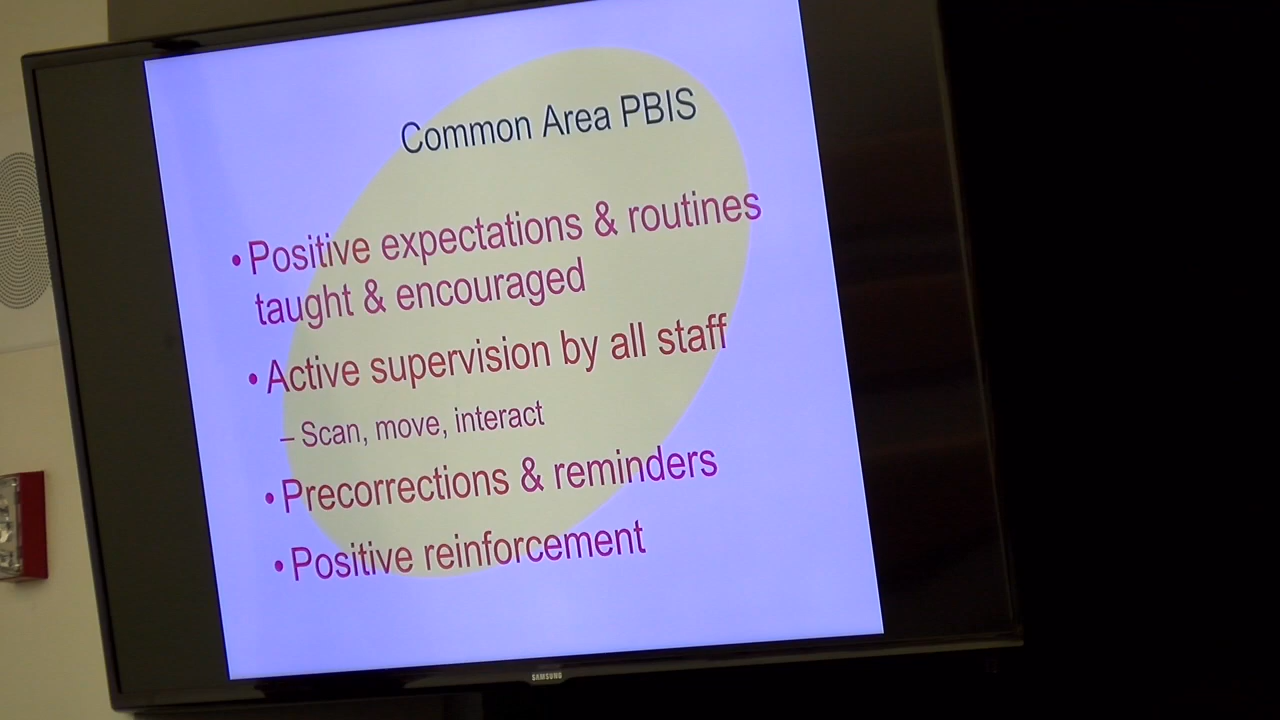 Common Area PBIS
• Positive expectations & routines
taught & encouraged
• Active supervision by all staff
– Scan, move, interact
• Precorrections & reminders
• Positive reinforcement
SAMSUNG